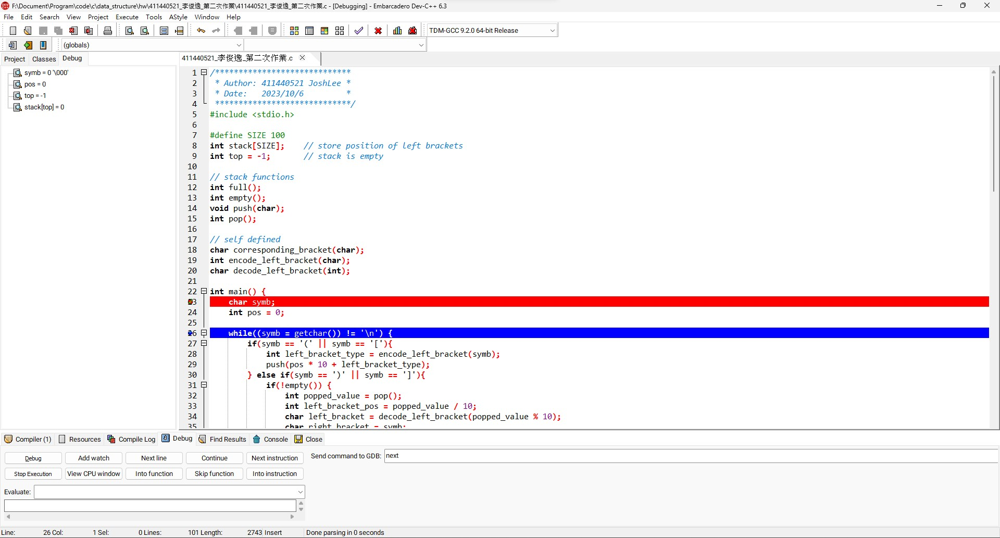 F:\Document\Program\code\c\data_structure\hw\411440521_李俊逸_第二次作業\411440521_李俊逸_第二次作業.c - [Debugging] - Embarcadero Dev-C++ 6.3
File Edit Search View Project Execute Tools AStyle Window Help
TDM-GCC 9.2.0 64-bit Release
(globals)
Project Classes Debug
411440521_李俊逸_第二次作業.c
symb = 0 '\000'
pos = 0
top = -1
stack[top] = 0
1 /*****************************
2 * Author: 411440521 JoshLee *
3 * Date:   2023/10/6         *
4 *****************************/
5 #include <stdio.h>
6
7 #define SIZE 100
8 int stack[SIZE];    // store position of left brackets
9 int top = -1;       // stack is empty
10
11 // stack functions
12 int full();
13 int empty();
14 void push(char);
15 int pop();
16
17 // self defined
18 char corresponding_bracket(char);
19 int encode_left_bracket(char);
20 char decode_left_bracket(int);
21
22 int main() {
23     char symb;
24     int pos = 0;
25
26     while((symb = getchar()) != '\n') {
27         if(symb == '(' || symb == '['){
28             int left_bracket_type = encode_left_bracket(symb);
29             push(pos * 10 + left_bracket_type);
30         } else if(symb == ')' || symb == ']'){
31             if(!empty()) {
32                 int popped_value = pop();
33                 int left_bracket_pos = popped_value / 10;
34                 char left_bracket = decode_left_bracket(popped_value % 10);
35                 char right_bracket = symb;
Compiler (1) Resources Compile Log Debug Find Results Console Close
Debug Add watch Next line Continue Next instruction Send command to GDB: next
Stop Execution View CPU window Into function Skip function Into instruction
Evaluate:
Line: 26 Col: 1 Sel: 0 Lines: 101 Length: 2743 Insert Done parsing in 0 seconds